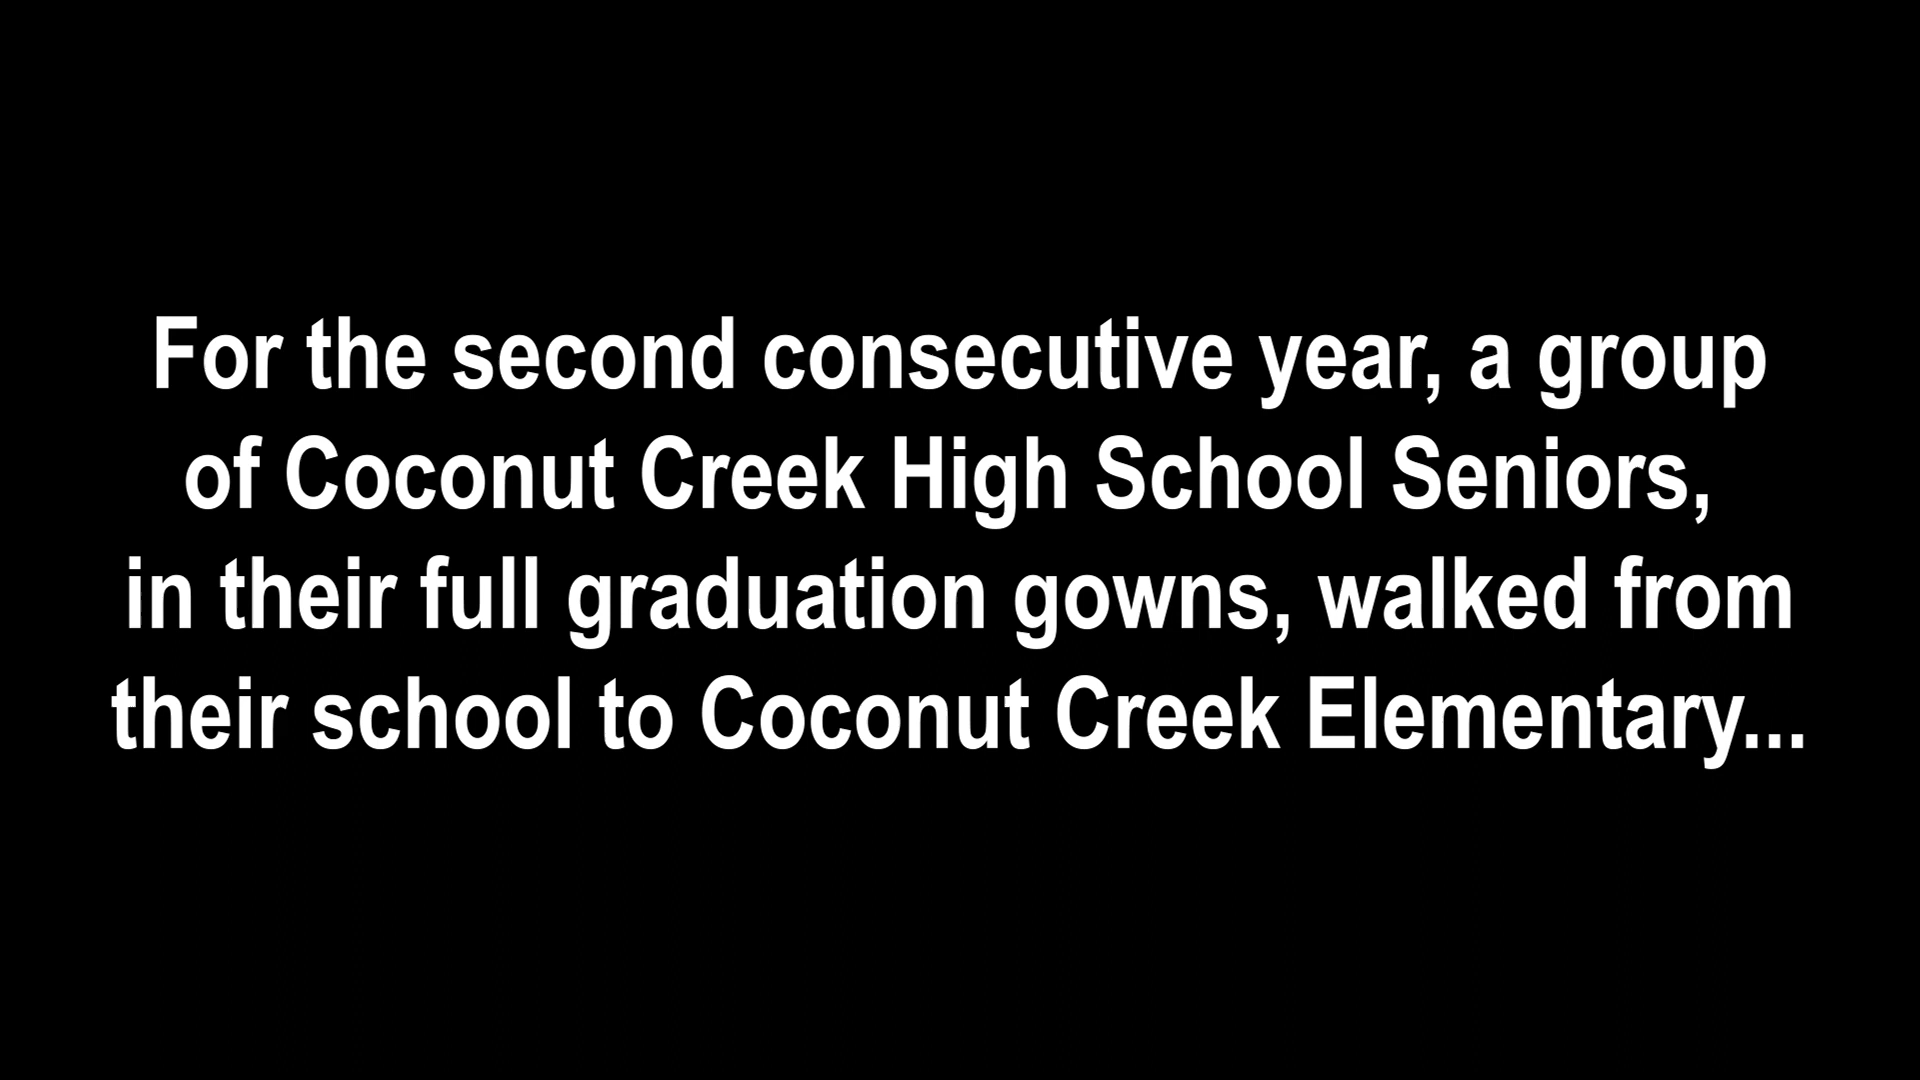 For the second consecutive year, a group
of Coconut Creek High School Seniors,
in their full graduation gowns, walked from
their school to Coconut Creek Elementary...